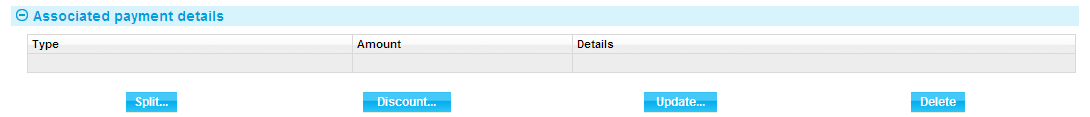 Associated payment details
Type Amount Details
Split... Discount... Update... Delete